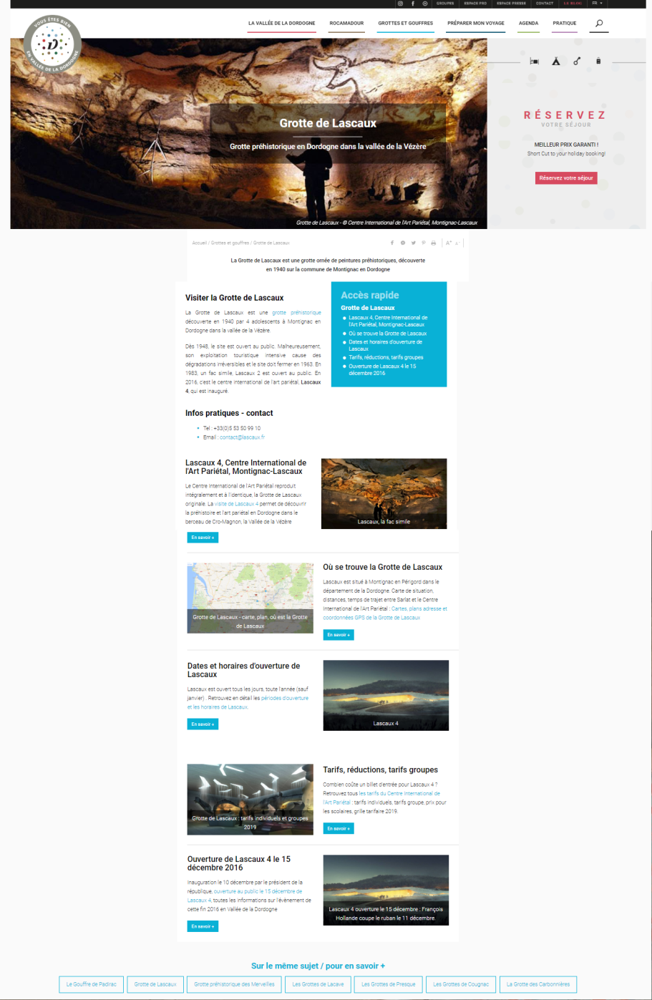 GROUPES ESPACE PRO ESPACE PRESSE CONTACT LE BLOG FR
VOUS ÊTES BIEN
D
EN VALLÉE DE LA DORDOGNE
LA VALLÉE DE LA DORDOGNE ROCAMADOUR GROTTES ET GOUFFRES PRÉPARER MON VOYAGE AGENDA PRATIQUE
Grotte de Lascaux
Grotte préhistorique en Dordogne dans la vallée de la Vézère
Grotte de Lascaux - © Centre International de l'Art Pariétal, Montignac-Lascaux
RÉSERVEZ
VOTRE SÉJOUR
MEILLEUR PRIX GARANTI !
Short Cut to your holiday booking!
Réservez votre séjour
Accueil / Grottes et gouffres / Grotte de Lascaux
A+ A-
La Grotte de Lascaux est une grotte ornée de peintures préhistoriques, découverte
en 1940 sur la commune de Montignac en Dordogne
Visiter la Grotte de Lascaux
La Grotte de Lascaux est une grotte préhistorique
découverte en 1940 par 4 adolescents à Montignac en
Dordogne dans la vallée de la Vézère.
Dès 1948, le site est ouvert au public. Malheureusement,
son exploitation touristique intensive cause des
dégradations irréversibles et le site doit fermer en 1963. En
1983, un fac simile, Lascaux 2 est ouvert au public. En
2016, c'est le centre international de l'art pariétal, Lascaux
4, qui est inauguré.
Accès rapide
Grotte de Lascaux
Lascaux 4, Centre International de
l'Art Pariétal, Montignac-Lascaux
Où se trouve la Grotte de Lascaux
Dates et horaires d'ouverture de
Lascaux
Tarifs, réductions, tarifs groupes
Ouverture de Lascaux 4 le 15
décembre 2016
Infos pratiques - contact
Tel : +33(0)5 53 50 99 10
Email : contact@lascaux.fr
Lascaux 4, Centre International de
l'Art Pariétal, Montignac-Lascaux
Le Centre International de l'Art Pariétal reproduit
intégralement et à l'identique, la Grotte de Lascaux
originale. La visite de Lascaux 4 permet de découvrir
la préhistoire et l'art pariétal en Dordogne dans le
berceau de Cro-Magnon, la Vallée de la Vézère
En savoir +
Lascaux, la fac simile
Grotte de Lascaux - carte, plan, où est la Grotte
de Lascaux
Où se trouve la Grotte de Lascaux
Lascaux est situé à Montignac en Périgord dans le
département de la Dordogne. Carte de situation,
distances, temps de trajet entre Sarlat et le Centre
International de l'Art Pariétal : Cartes, plans adresse et
coordonnées GPS de la Grotte de Lascaux
En savoir +
Dates et horaires d'ouverture de
Lascaux
Lascaux est ouvert tous les jours, toute l'année (sauf
janvier) . Retrouvez en détail les périodes d'ouverture
et les horaires de Lascaux.
En savoir +
Lascaux 4
Grotte de Lascaux : tarifs individuels et groupes
2019
Tarifs, réductions, tarifs groupes
Combien coûte un billet d'entrée pour Lascaux 4 ?
Retrouvez tous les tarifs du Centre International de
l'Art Pariétal : tarifs individuels, tarifs groupe, prix pour
les scolaires, grille tarifaire 2019.
En savoir +
Ouverture de Lascaux 4 le 15
décembre 2016
Inauguration le 10 décembre par le président de la
république, ouverture au public le 15 décembre de
Lascaux 4, toutes les informations sur l'évènement de
cette fin 2016 en Vallée de la Dordogne
En savoir +
Lascaux 4 ouverture le 15 décembre : François
Hollande coupe le ruban le 11 décembre
Sur le même sujet / pour en savoir +
Le Gouffre de Padirac Grotte de Lascaux Grotte préhistorique des Merveilles Les Grottes de Lacave Les Grottes de Presque Les Grottes de Cougnac La Grotte des Carbonnières